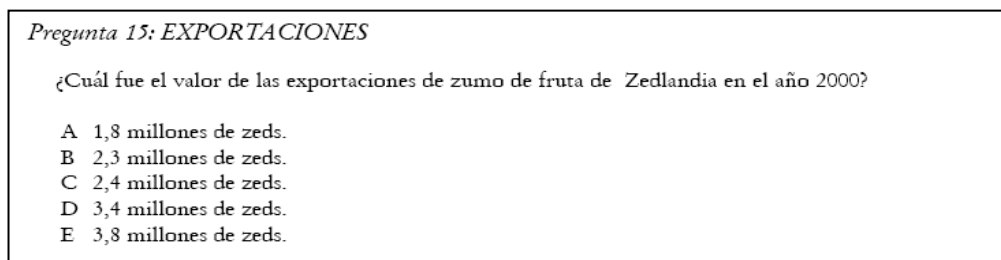 Pregunta 15: EXPORTACIONES
¿Cuál fue el valor de las exportaciones de zumo de fruta de Zedlandia en el año 2000?
A 1,8 millones de zeds.
B 2,3 millones de zeds.
C 2,4 millones de zeds.
D 3,4 millones de zeds.
E 3,8 millones de zeds.